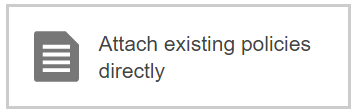 Attach existing policies
directly